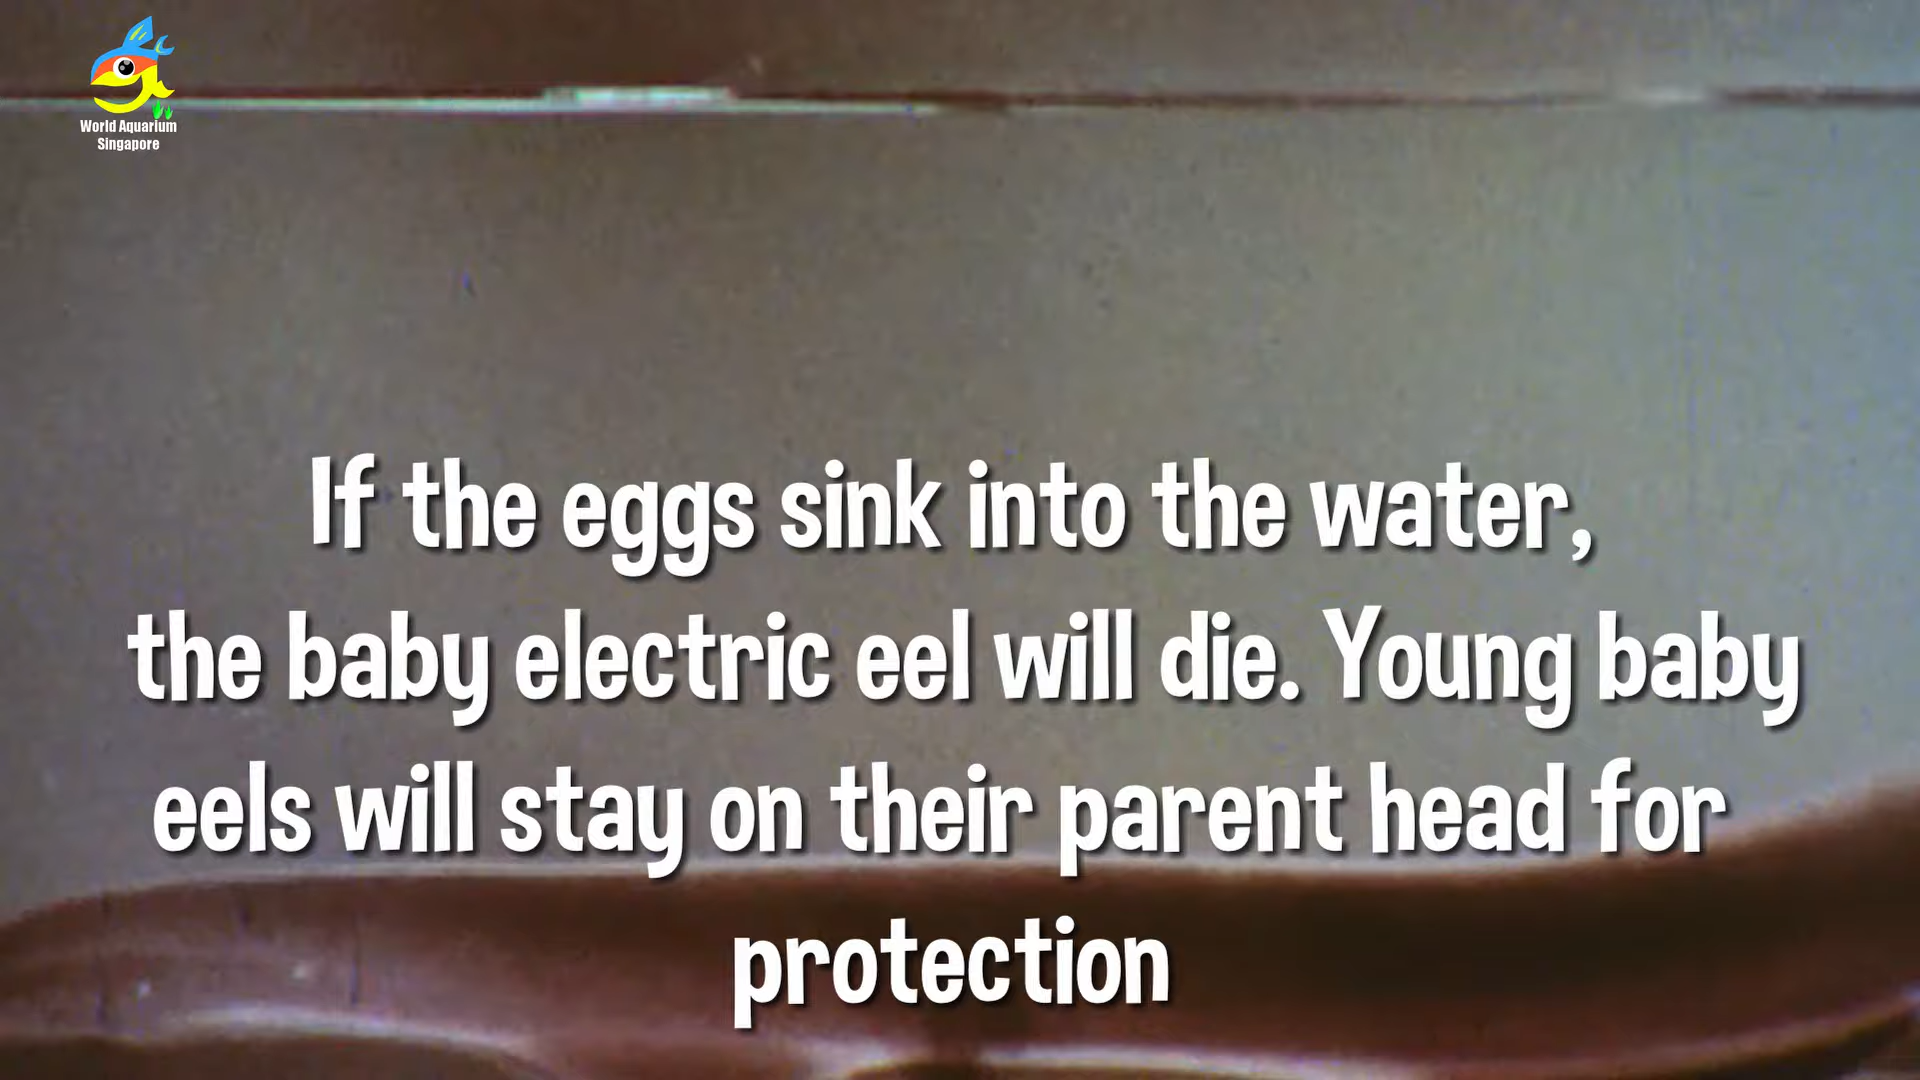 World Aquarium
Singapore
If the eggs sink into the water,
the baby electric eel will die. Young baby
eels will stay on their parent head for
protection